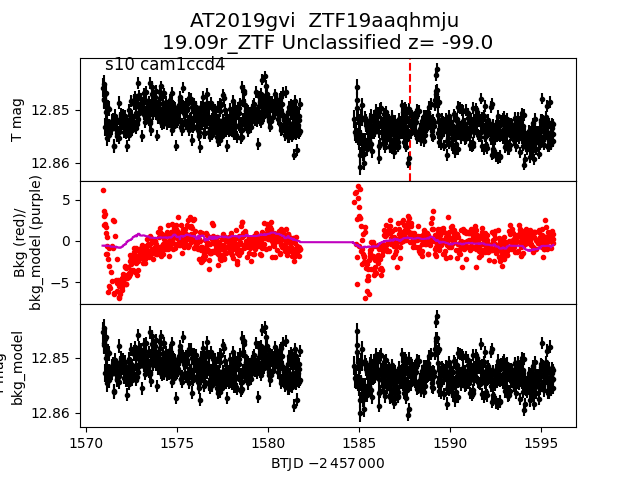 AT2019gvi ZTF19aaqhmju
19.09r_ZTF Unclassified z= -99.0
s10 cam1ccd4
T mag
12.85
12.86
Bkg (red)/
bkg_model (purple)
5
0
−5
bkg_model
12.85
12.86
1570 1575 1580 1585 1590 1595
BTJD −2 457 000